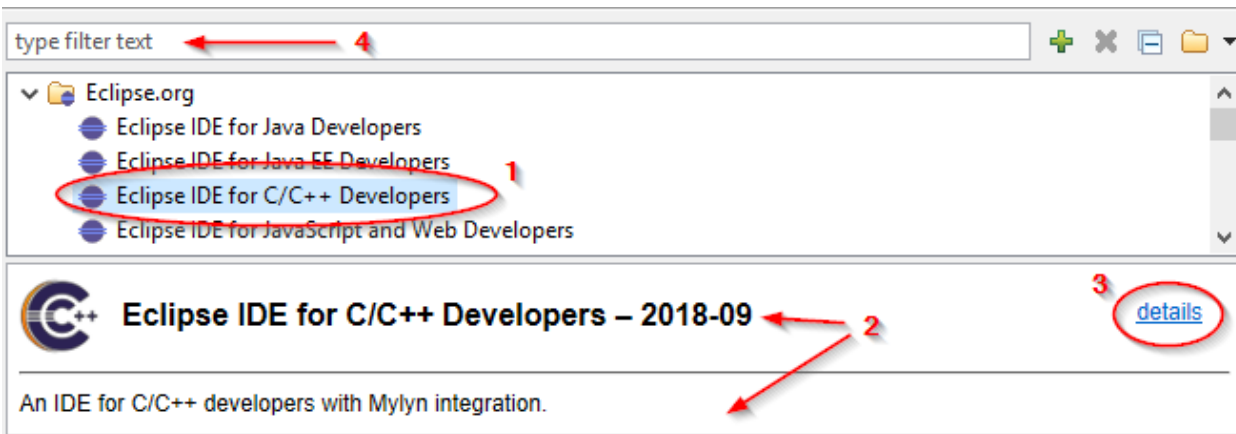 type filter text 4
Eclipse.org
Eclipse IDE for Java Developers
Eclipse IDE for Java EE Developers
1
Eclipse IDE for C/C++ Developers
Eclipse IDE for JavaScript and Web Developers
3
C++ Eclipse IDE for C/C++ Developers – 2018-09 2 details
An IDE for C/C++ developers with Mylyn integration.